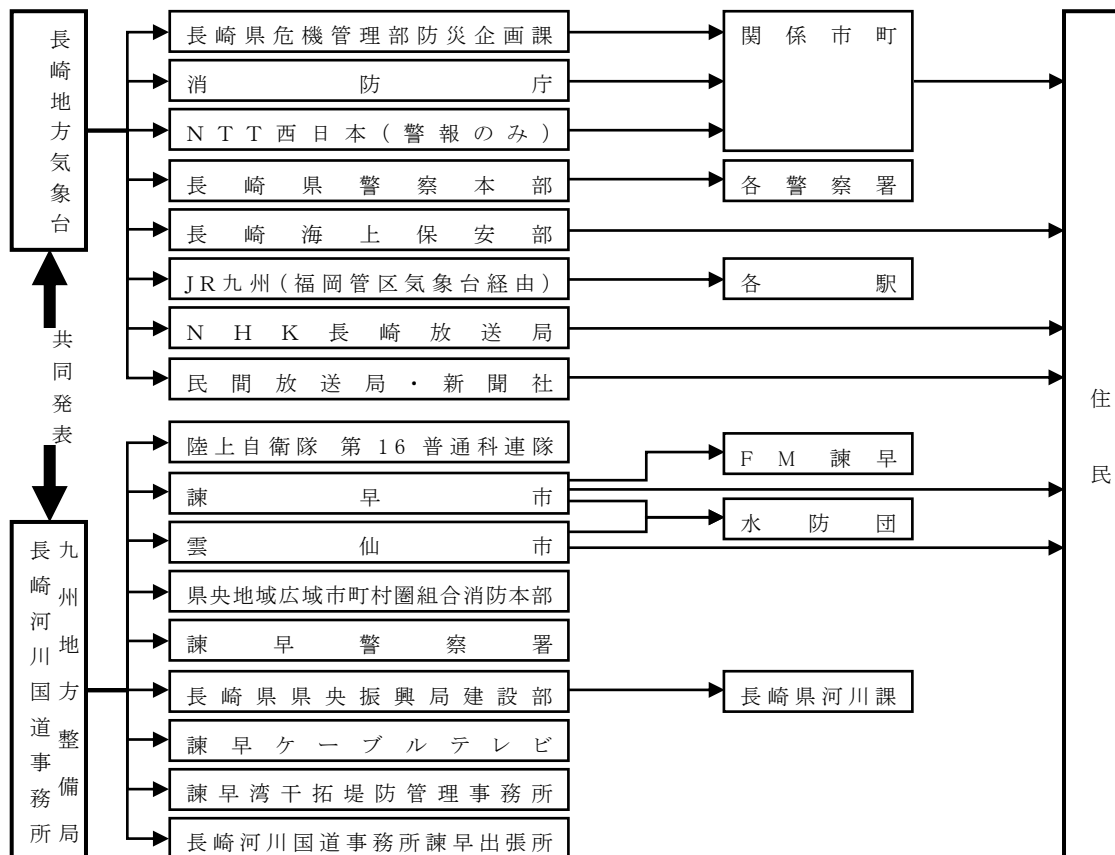 長崎地方気象台
長崎県危機管理部防災企画課
関係市町
消防庁
NTT西日本(警報のみ)
長崎県警察本部
各警察署
長崎海上保安部
JR九州(福岡管区気象台経由)
各駅
NHK長崎放送局
民間放送局・新聞社
共同発表
住民
陸上自衛隊 第16普通科連隊
諫早市
FM諫早
雲仙市
水防団
九州地方整備局
長崎河川国道事務所
県央地域広域市町村圏組合消防本部
諫早警察署
長崎県県央振興局建設部
長崎県河川課
諫早ケーブルテレビ
諫早湾干拓堤防管理事務所
長崎河川国道事務所諫早出張所